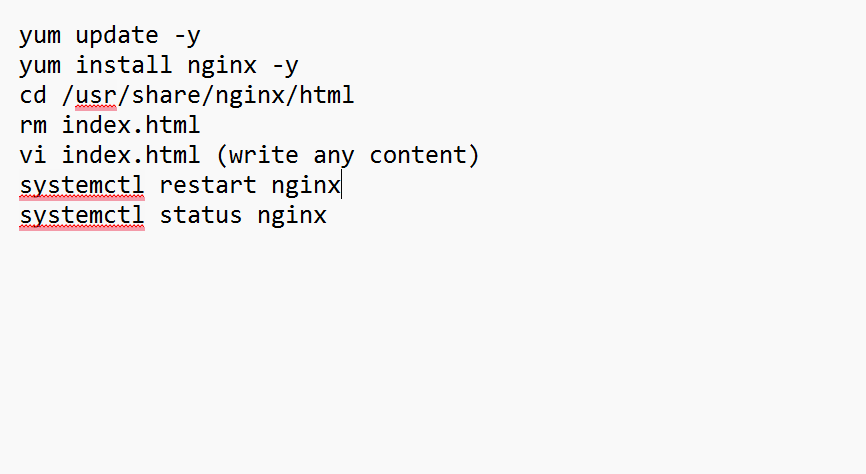 yum update -y
yum install nginx -y
cd /usr/share/nginx/html
rm index.html
vi index.html (write any content)
systemctl restart nginx
systemctl status nginx